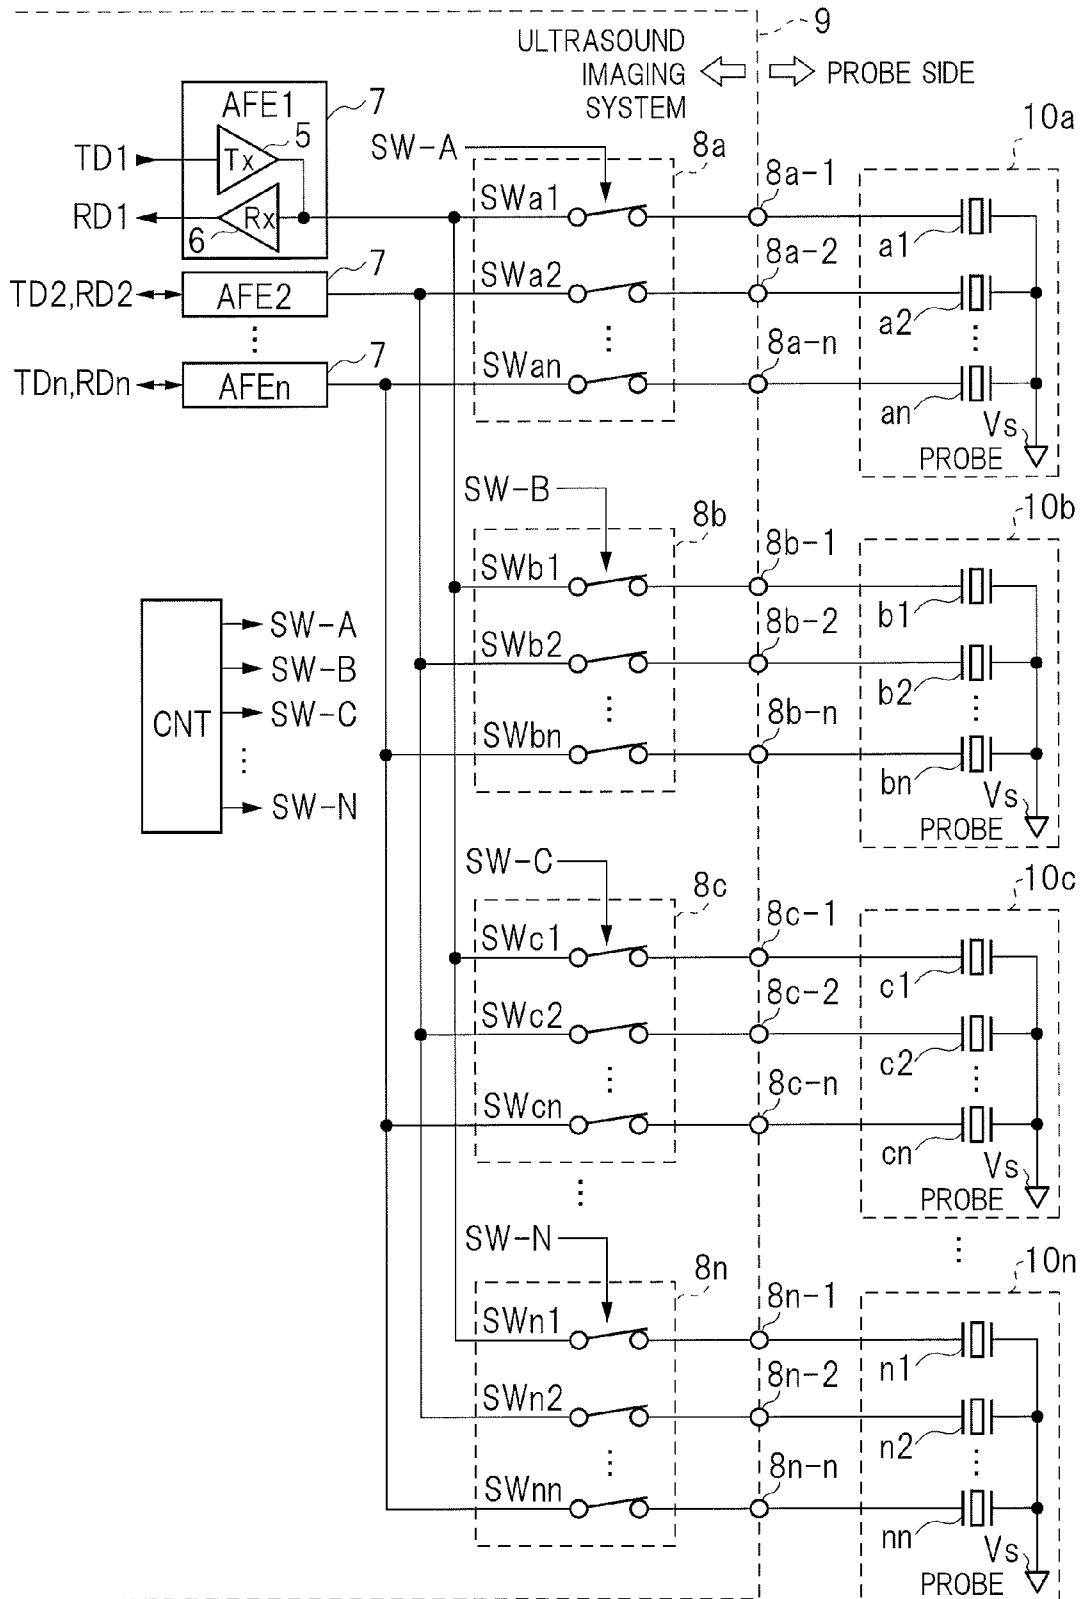 9
ULTRASOUND
IMAGING
SYSTEM
PROBE SIDE
AFE1
7
5
Tx
TD1
RD1
Rx
6
SW-A
8a
10a
SWa1
8a-1
a1
7
TD2,RD2
AFE2
SWa2
8a-2
a2
7
TDn,RDn
AFEn
SWan
8a-n
an
Vs
PROBE
SW-B
8b
10b
SWb1
8b-1
b1
SWb2
8b-2
b2
SWbn
8b-n
bn
Vs
PROBE
CNT
SW-A
SW-B
SW-C
SW-N
SW-C
8c
10c
SWc1
8c-1
c1
SWc2
8c-2
c2
SWcn
8c-n
cn
Vs
PROBE
SW-N
8n
10n
SWn1
8n-1
n1
SWn2
8n-2
n2
SWnn
8n-n
nn
Vs
PROBE